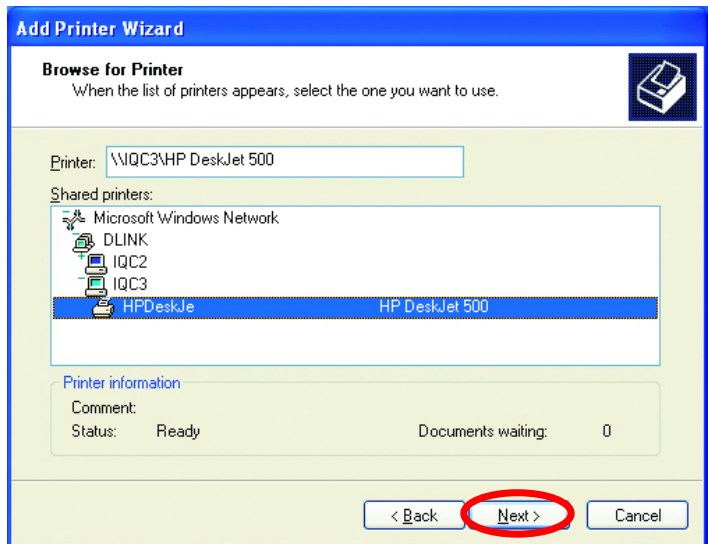 Add Printer Wizard
Browse for Printer
When the list of printers appears, select the one you want to use.
Printer: \\IQC3\HP DeskJet 500
Shared printers:
Microsoft Windows Network
DLINK
IQC2
IQC3
HPDeskJe HP DeskJet 500
Printer information
Comment:
Status: Ready Documents waiting: 0
< Back Next > Cancel